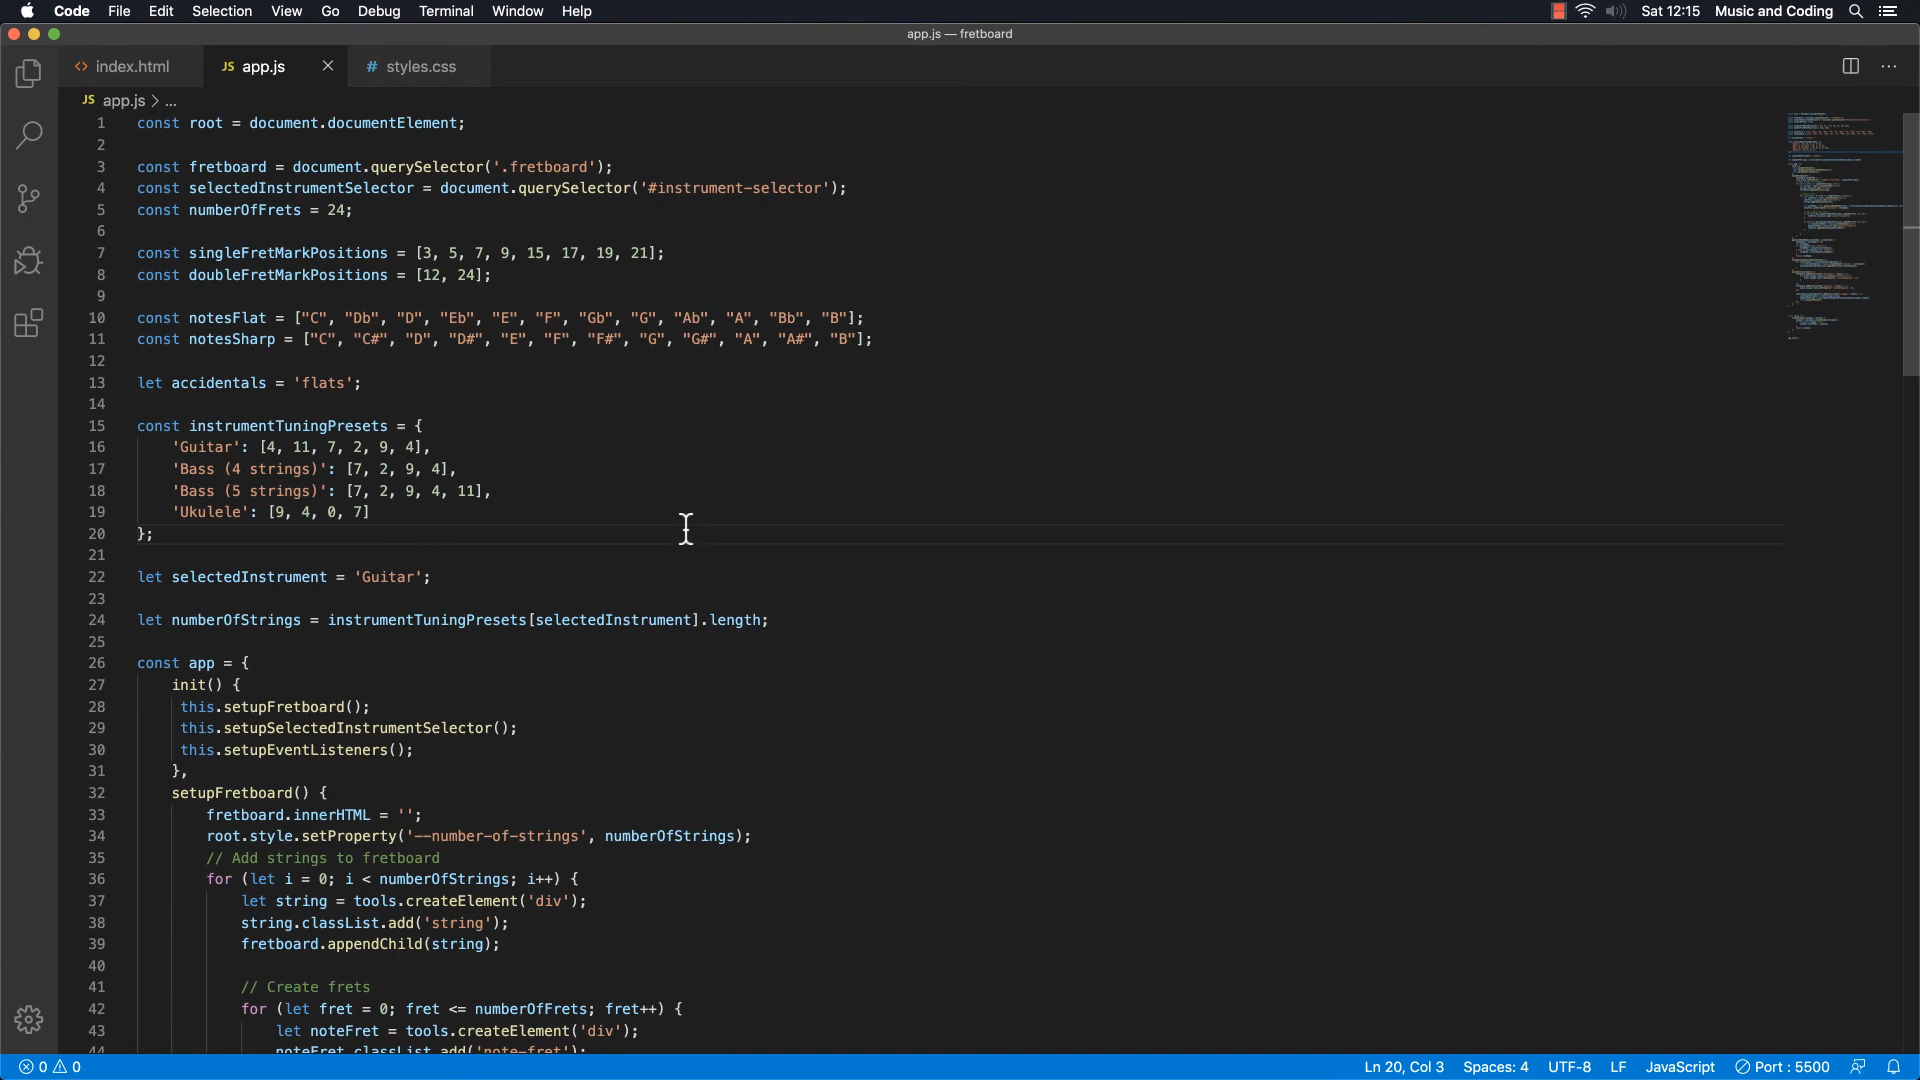 Code File Edit Selection View Go Debug Terminal Window Help Sat 12:15 Music and Coding
app.js — fretboard
<> index.html JS app.js # styles.css
JS app.js > ...
1 const root = document.documentElement;
2
3 const fretboard = document.querySelector('.fretboard');
4 const selectedInstrumentSelector = document.querySelector('#instrument-selector');
5 const numberOfFrets = 24;
6
7 const singleFretMarkPositions = [3, 5, 7, 9, 15, 17, 19, 21];
8 const doubleFretMarkPositions = [12, 24];
9
10 const notesFlat = ["C", "Db", "D", "Eb", "E", "F", "Gb", "G", "Ab", "A", "Bb", "B"];
11 const notesSharp = ["C", "C#", "D", "D#", "E", "F", "F#", "G", "G#", "A", "A#", "B"];
12
13 let accidentals = 'flats';
14
15 const instrumentTuningPresets = {
16 'Guitar': [4, 11, 7, 2, 9, 4],
17 'Bass (4 strings)': [7, 2, 9, 4],
18 'Bass (5 strings)': [7, 2, 9, 4, 11],
19 'Ukulele': [9, 4, 0, 7]
20 };
21
22 let selectedInstrument = 'Guitar';
23
24 let numberOfStrings = instrumentTuningPresets[selectedInstrument].length;
25
26 const app = {
27 init() {
28 this.setupFretboard();
29 this.setupSelectedInstrumentSelector();
30 this.setupEventListeners();
31 },
32 setupFretboard() {
33 fretboard.innerHTML = '';
34 root.style.setProperty('--number-of-strings', numberOfStrings);
35 // Add strings to fretboard
36 for (let i = 0; i < numberOfStrings; i++) {
37 let string = tools.createElement('div');
38 string.classList.add('string');
39 fretboard.appendChild(string);
40
41 // Create frets
42 for (let fret = 0; fret <= numberOfFrets; fret++) {
43 let noteFret = tools.createElement('div');
44 noteFret.classList.add('note-fret');
0 0 Ln 20, Col 3 Spaces: 4 UTF-8 LF JavaScript Port : 5500